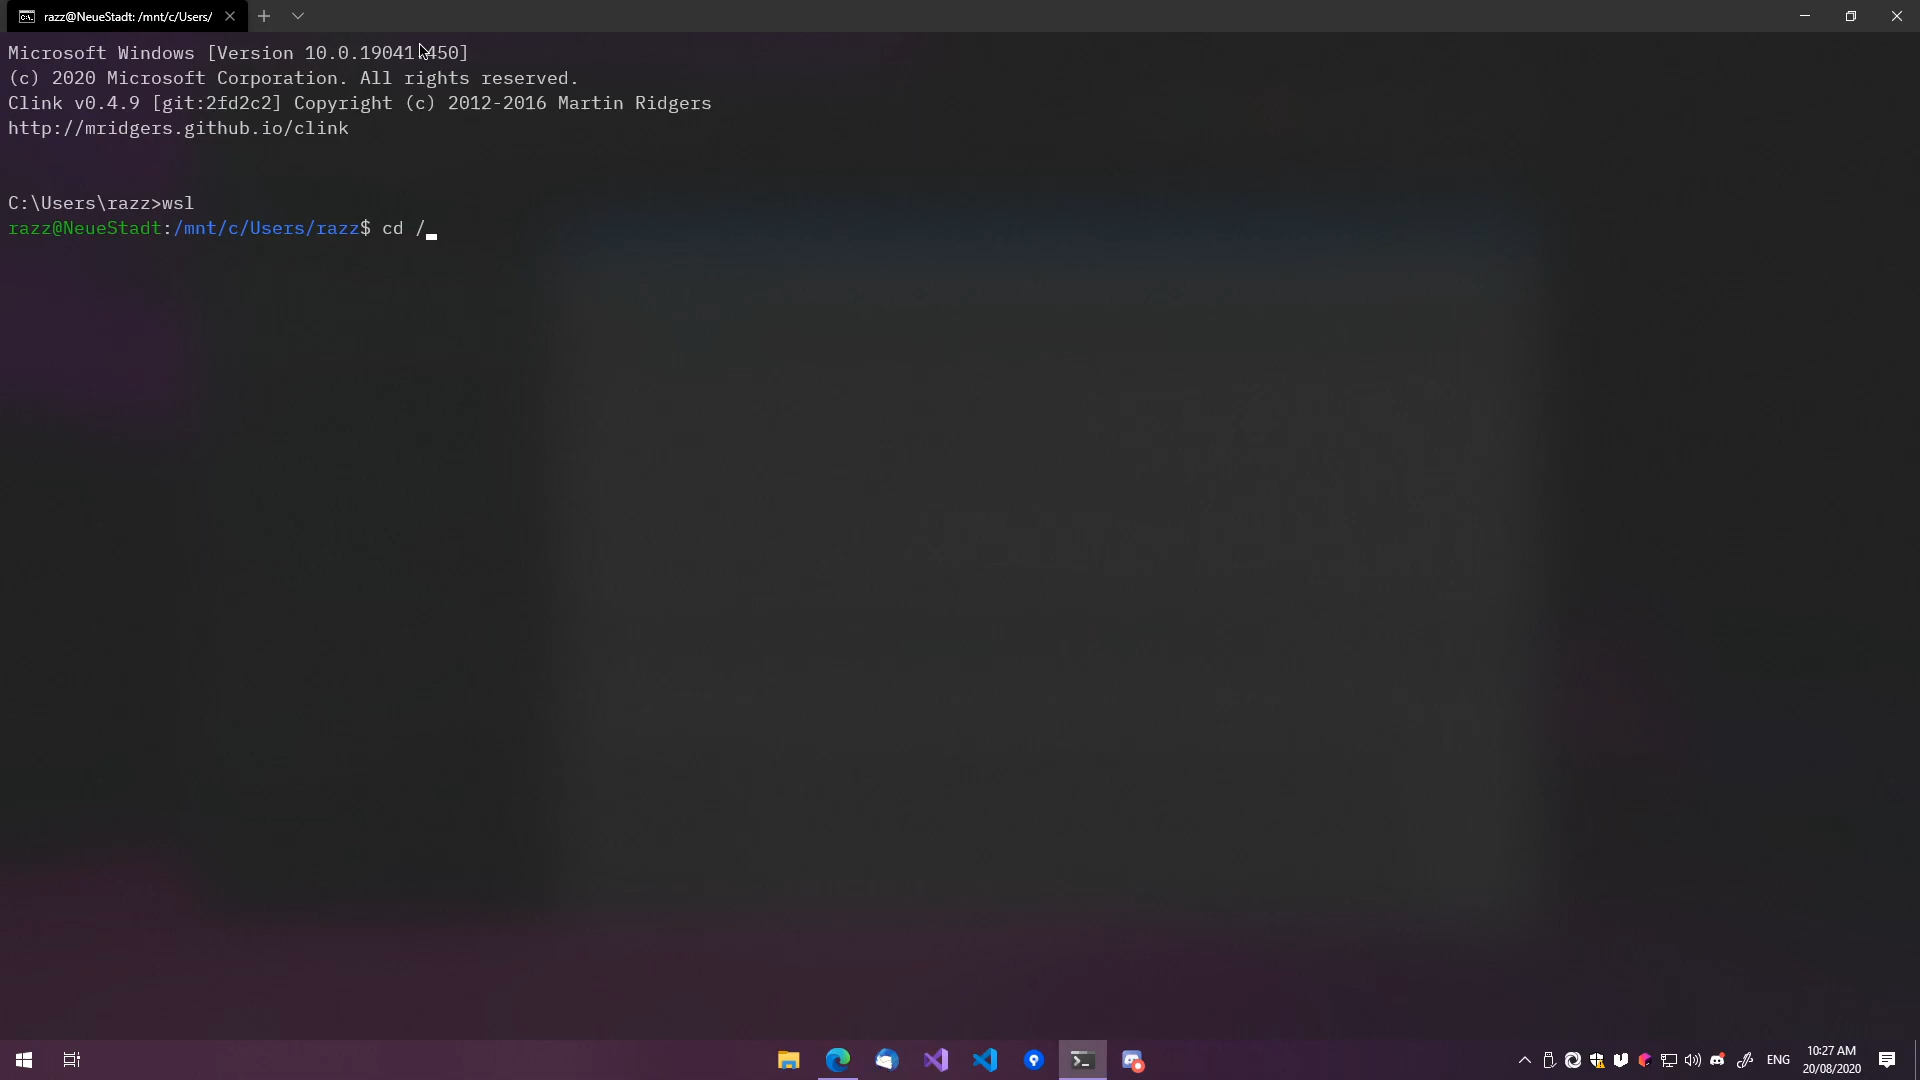 razz@NeueStadt: /mnt/c/Users/
Microsoft Windows [Version 10.0.19041.450]
(c) 2020 Microsoft Corporation. All rights reserved.
Clink v0.4.9 [git:2fd2c2] Copyright (c) 2012-2016 Martin Ridgers
http://mridgers.github.io/clink
C:\Users\razz>wsl
razz@NeueStadt:/mnt/c/Users/razz$ cd /
ENG
10:27 AM
20/08/2020